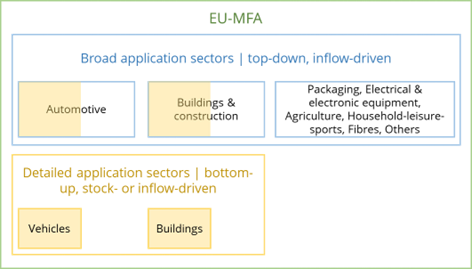 EU-MFA
Broad application sectors | top-down, inflow-driven
Automotive
Buildings &
construction
Packaging, Electrical &
electronic equipment,
Agriculture, Household-leisure-
sports, Fibres, Others
Detailed application sectors | bottom-
up, stock- or inflow-driven
Vehicles
Buildings